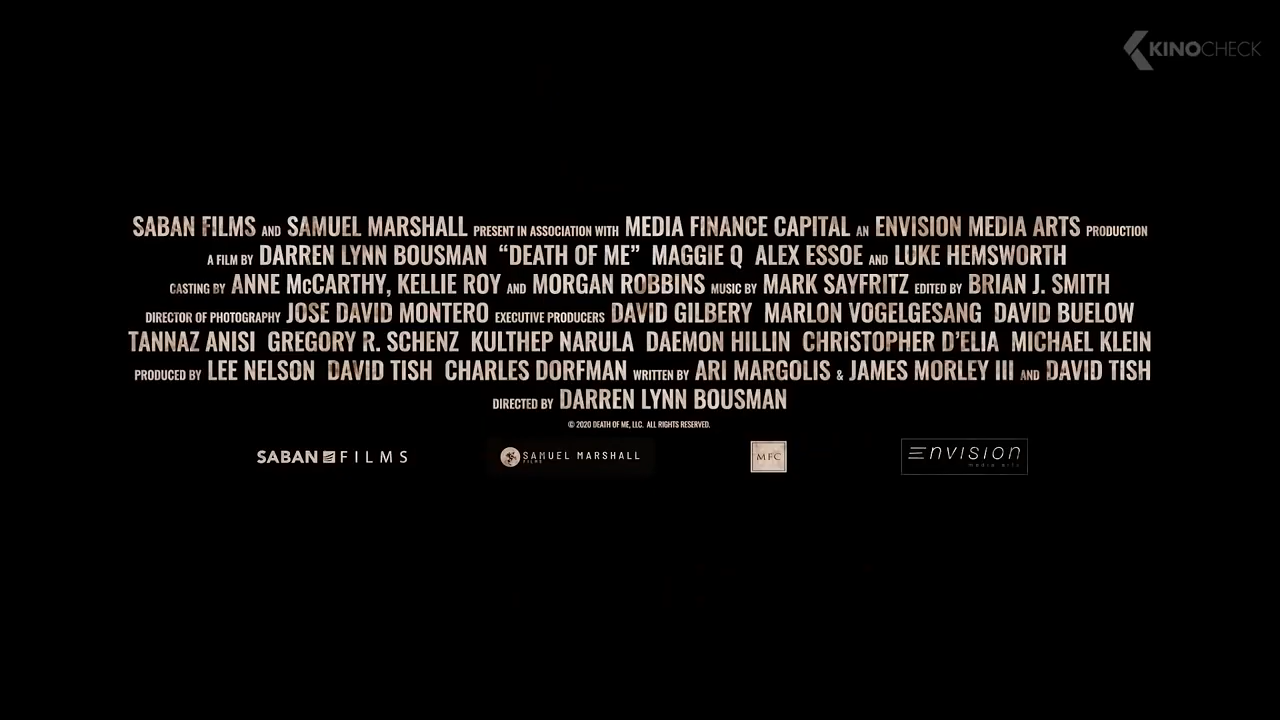 KINOCHECK
SABAN FILMS AND SAMUEL MARSHALL PRESENT IN ASSOCIATION WITH MEDIA FINANCE CAPITAL AN ENVISION MEDIA ARTS PRODUCTION
A FILM BY DARREN LYNN BOUSMAN “DEATH OF ME” MAGGIE Q ALEX ESSOE AND LUKE HEMSWORTH
CASTING BY ANNE McCARTHY, KELLIE ROY AND MORGAN ROBBINS MUSIC BY MARK SAYFRITZ EDITED BY BRIAN J. SMITH
DIRECTOR OF PHOTOGRAPHY JOSE DAVID MONTERO EXECUTIVE PRODUCERS DAVID GILBERY MARLON VOGELGESANG DAVID BUELOW
TANNAZ ANISI GREGORY R. SCHENZ KULTHEP NARULA DAEMON HILLIN CHRISTOPHER D’ELIA MICHAEL KLEIN
PRODUCED BY LEE NELSON DAVID TISH CHARLES DORFMAN WRITTEN BY ARI MARGOLIS & JAMES MORLEY III AND DAVID TISH
DIRECTED BY DARREN LYNN BOUSMAN
© 2020 DEATH OF ME, LLC. ALL RIGHTS RESERVED.
SABAN FILMS
SAMUEL MARSHALL
FILMS
MFC
Envision
media arts